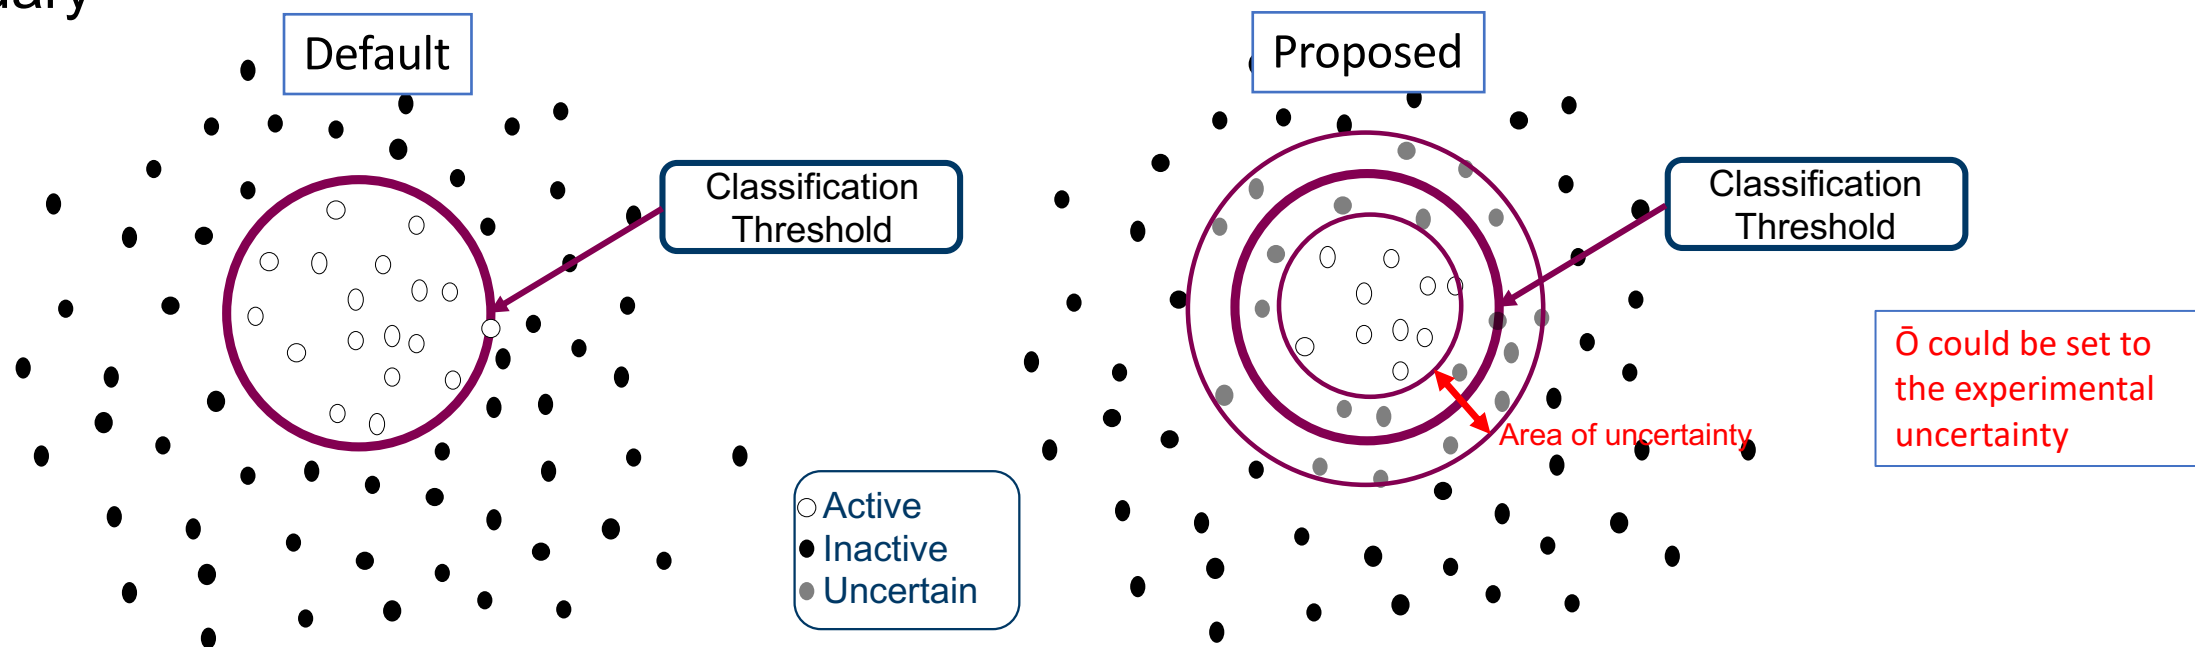 Default
Proposed
Classification
Threshold
Classification
Threshold
Ō could be set to
the experimental
uncertainty
Area of uncertainty
Active
Inactive
Uncertain